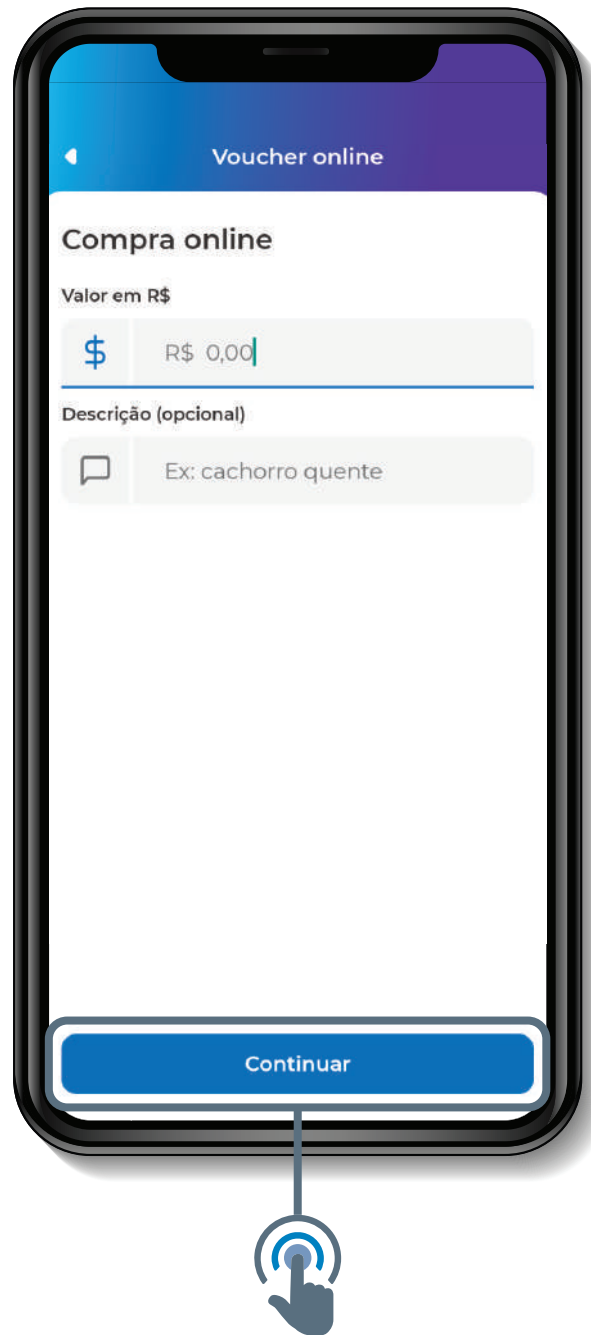 Voucher online
Compra online
Valor em R$
R$ 0,00
Descrição (opcional)
Ex: cachorro quente
Continuar